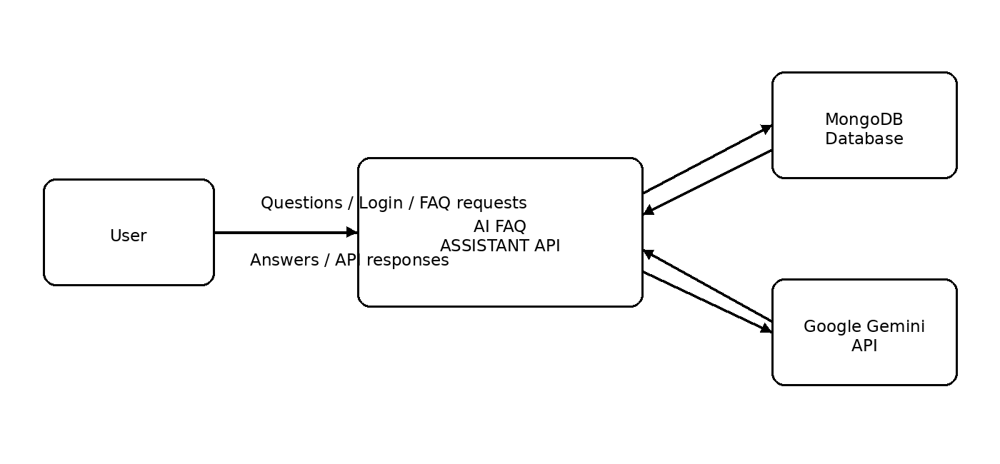 User
Questions / Login / FAQ requests
Answers / API responses
AI FAQ
ASSISTANT API
MongoDB
Database
Google Gemini
API